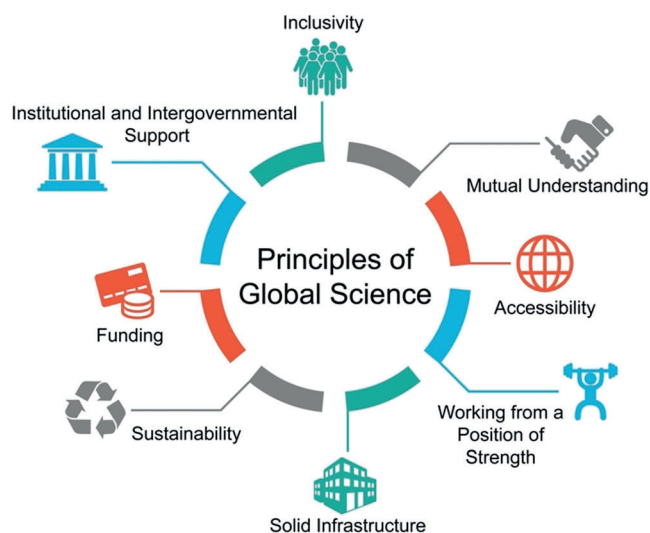 Inclusivity
Institutional and Intergovernmental
Support
Mutual Understanding
Principles of
Global Science
Accessibility
Funding
Working from a
Position of
Strength
Sustainability
Solid Infrastructure